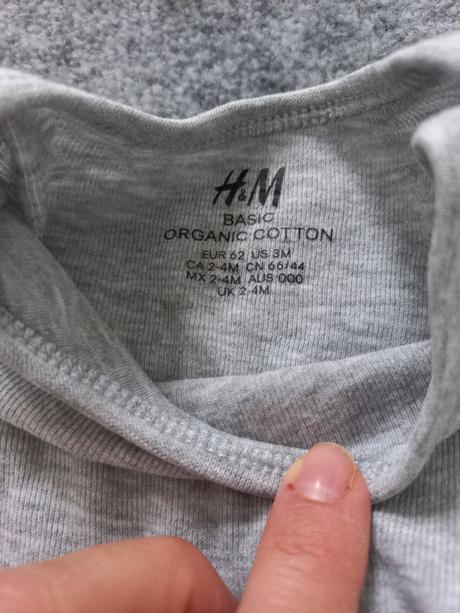 H&M
BASIC
ORGANIC COTTON
EUR 62 US 3M
CA 2-4M CN 66/44
MX 2-4M AUS 000
UK 2-4M